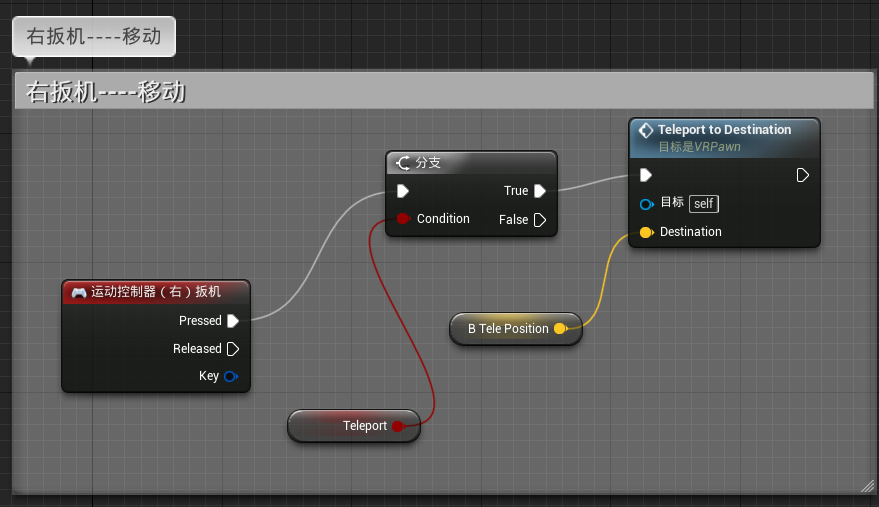 右扳机----移动
右扳机----移动
Teleport to Destination
目标是VRPawn
目标 self
Destination
分支
True
Condition
False
运动控制器（右）扳机
Pressed
Released
Key
B Tele Position
Teleport